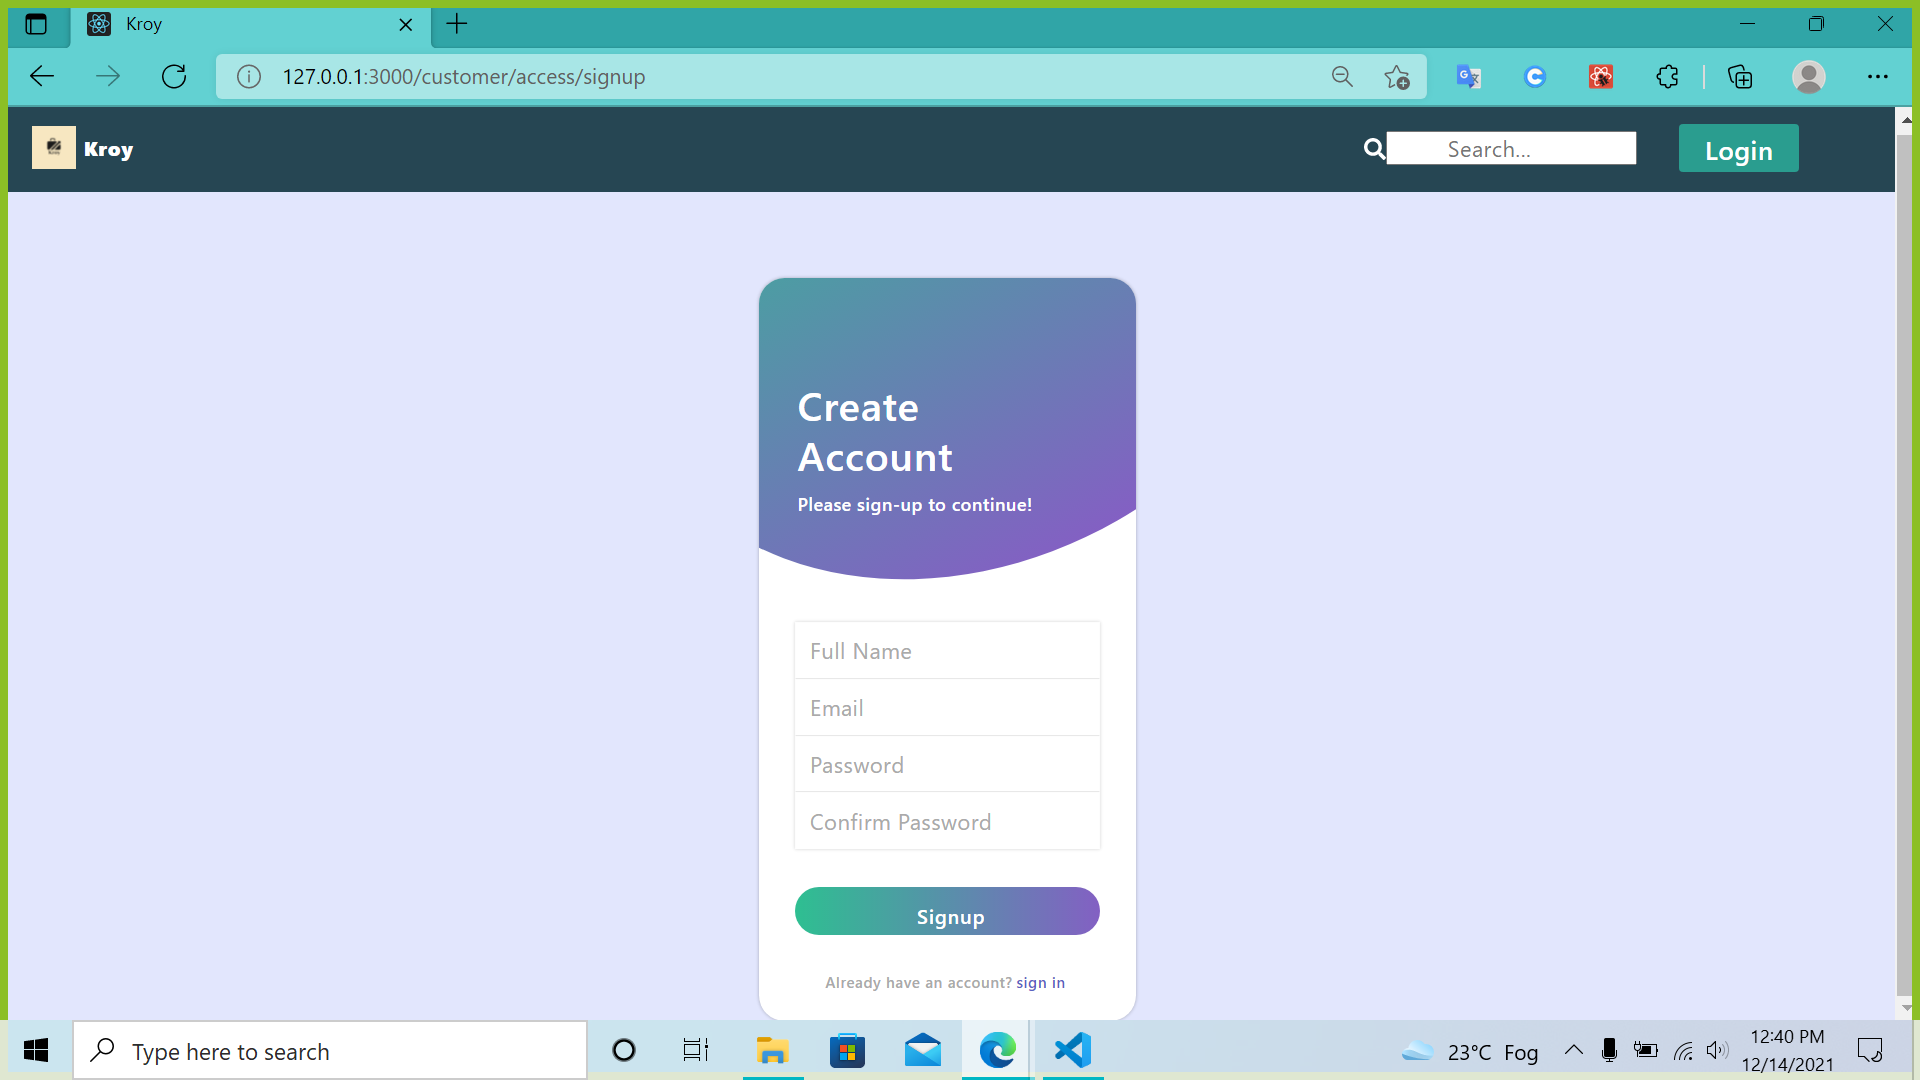 Kroy
127.0.0.1:3000/customer/access/signup
Kroy
Search...
Login
Create
Account
Please sign-up to continue!
Full Name
Email
Password
Confirm Password
Signup
Already have an account? sign in
Type here to search
23°C Fog
12:40 PM
12/14/2021